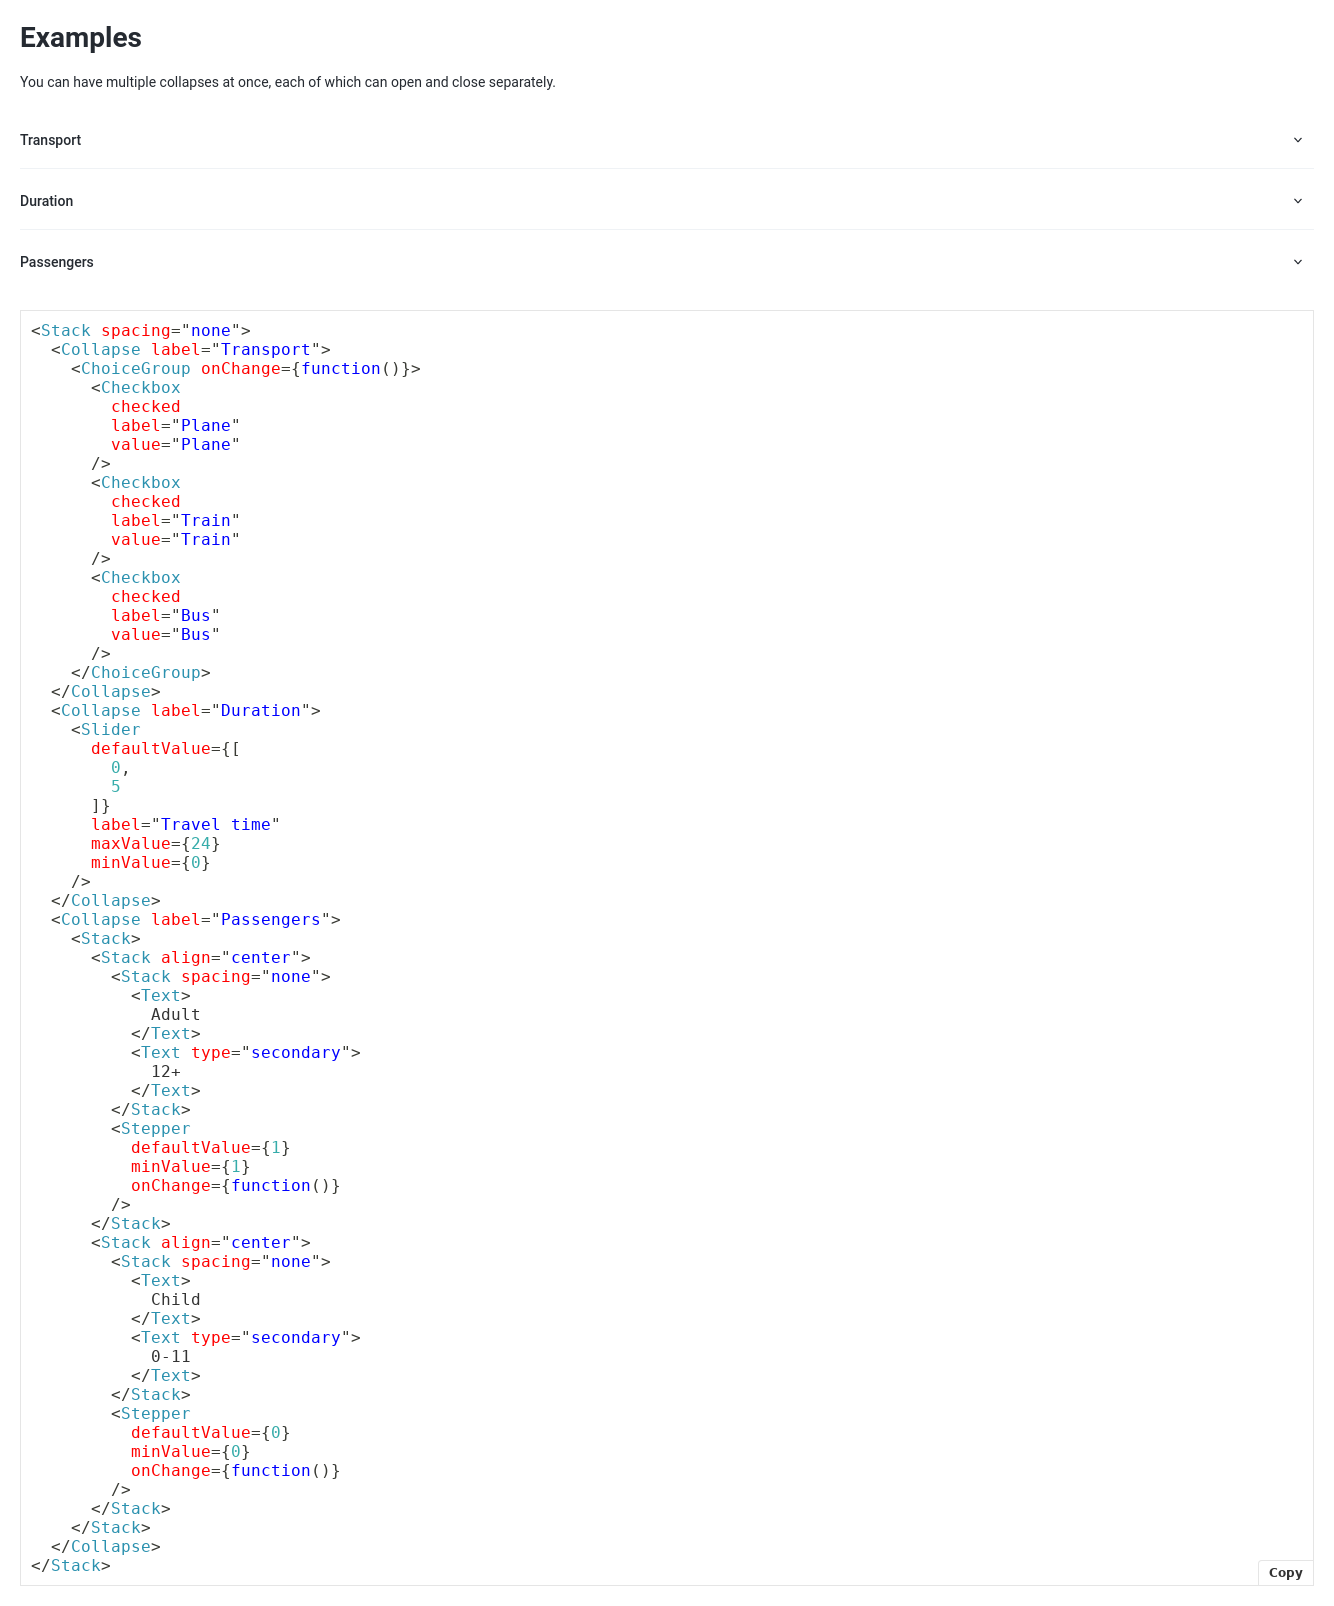 Examples
You can have multiple collapses at once, each of which can open and close separately.
Transport
Duration
Passengers
<Stack spacing="none">
  <Collapse label="Transport">
    <ChoiceGroup onChange={function()}>
      <Checkbox
        checked
        label="Plane"
        value="Plane"
      />
      <Checkbox
        checked
        label="Train"
        value="Train"
      />
      <Checkbox
        checked
        label="Bus"
        value="Bus"
      />
    </ChoiceGroup>
  </Collapse>
  <Collapse label="Duration">
    <Slider
      defaultValue={[
        0,
        5
      ]}
      label="Travel time"
      maxValue={24}
      minValue={0}
    />
  </Collapse>
  <Collapse label="Passengers">
    <Stack>
      <Stack align="center">
        <Stack spacing="none">
          <Text>
            Adult
          </Text>
          <Text type="secondary">
            12+
          </Text>
        </Stack>
        <Stepper
          defaultValue={1}
          minValue={1}
          onChange={function()}
        />
      </Stack>
      <Stack align="center">
        <Stack spacing="none">
          <Text>
            Child
          </Text>
          <Text type="secondary">
            0-11
          </Text>
        </Stack>
        <Stepper
          defaultValue={0}
          minValue={0}
          onChange={function()}
        />
      </Stack>
    </Stack>
  </Collapse>
</Stack>
Copy